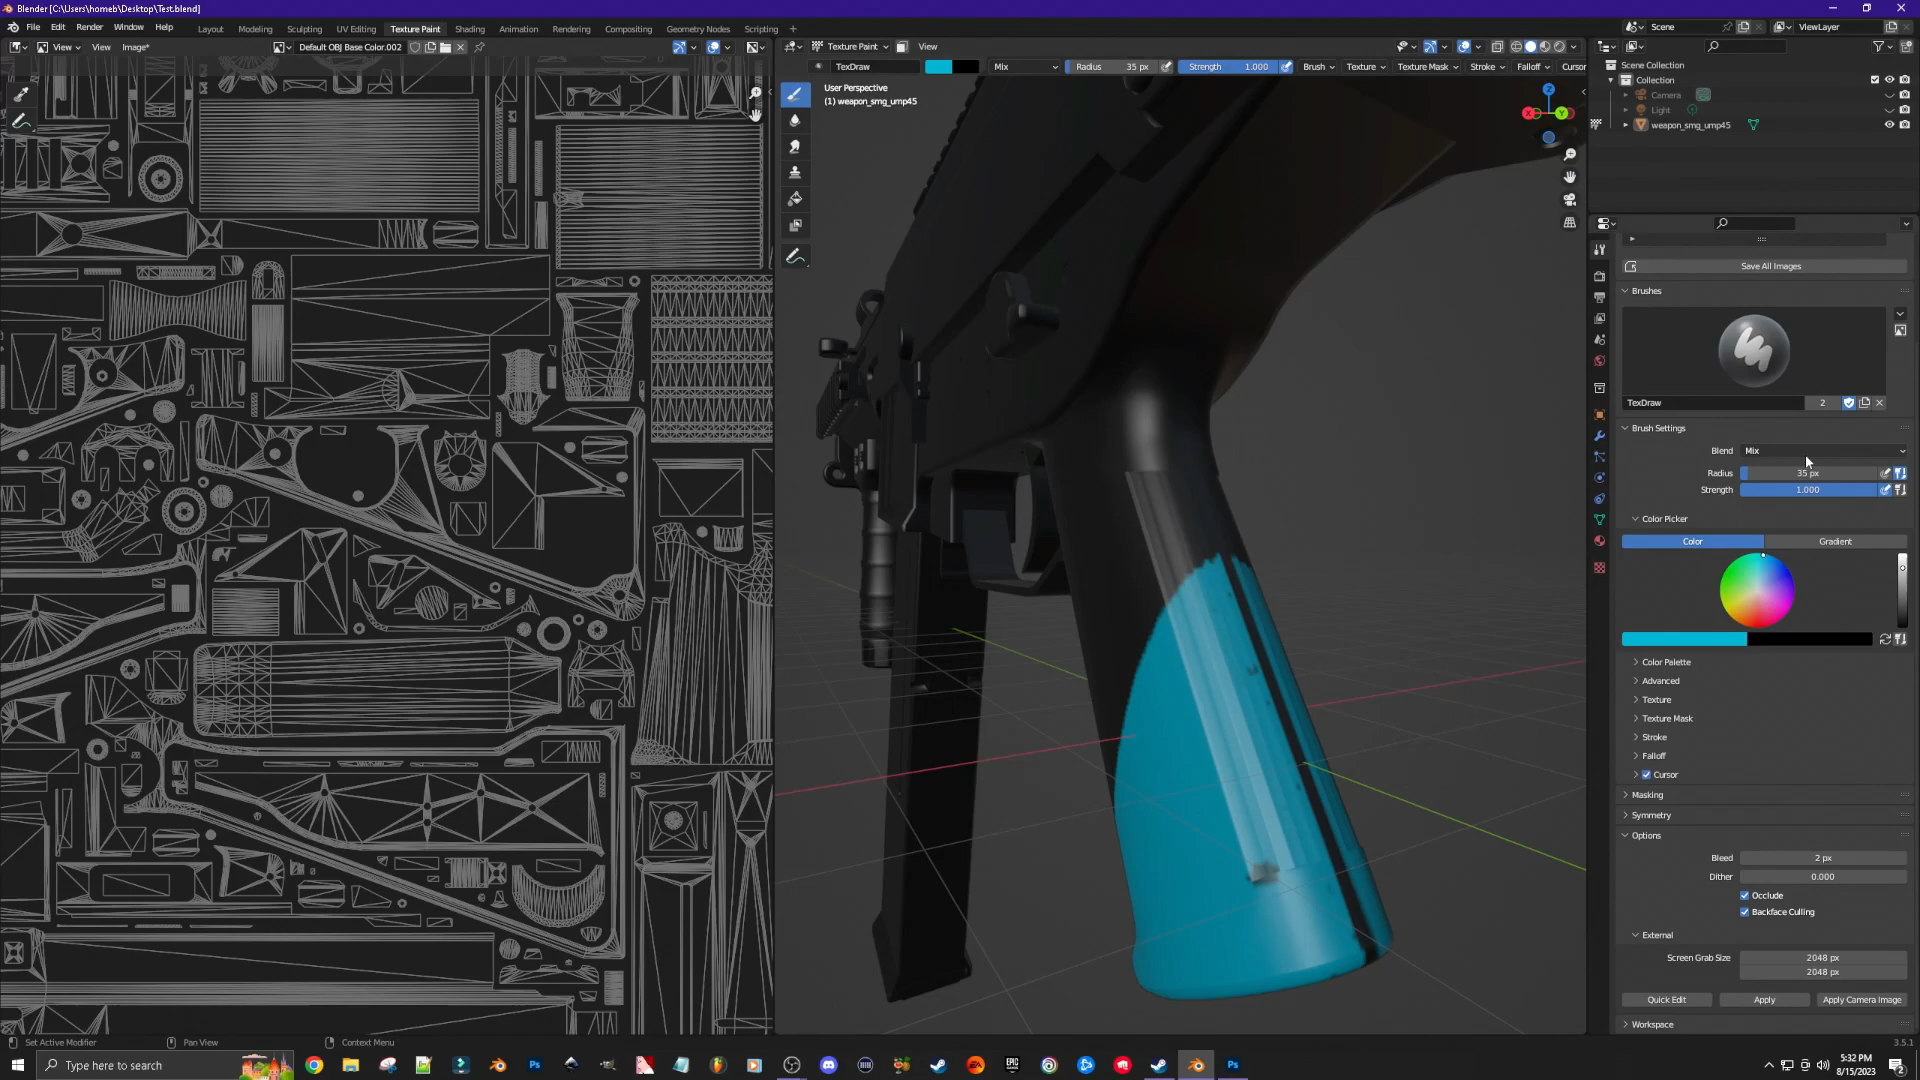 Blender [C:\Users\homeb\Desktop\Test.blend]
File Edit Render Window Help
Layout Modeling Sculpting UV Editing Texture Paint Shading Animation Rendering Compositing Geometry Nodes Scripting +
Scene
ViewLayer
View View Image* Default OBJ Base Color.002
Texture Paint View
TexDraw Mix Radius 35 px Strength 1.000 Brush Texture Texture Mask Stroke Falloff Cursor
User Perspective
(1) weapon_smg_ump45
X Y Z
Scene Collection
Collection
Camera
Light
weapon_smg_ump45
Save All Images
Brushes
TexDraw 2
Brush Settings
Blend Mix
Radius 35 px
Strength 1.000
Color Picker
Color Gradient
Color Palette
Advanced
Texture
Texture Mask
Stroke
Falloff
Cursor
Masking
Symmetry
Options
Bleed 2 px
Dither 0.000
Occlude
Backface Culling
External
Screen Grab Size 2048 px
2048 px
Quick Edit Apply Apply Camera Image
Workspace
Set Active Modifier Pan View Context Menu 3.5.1
Type here to search
5:32 PM
8/15/2023
2